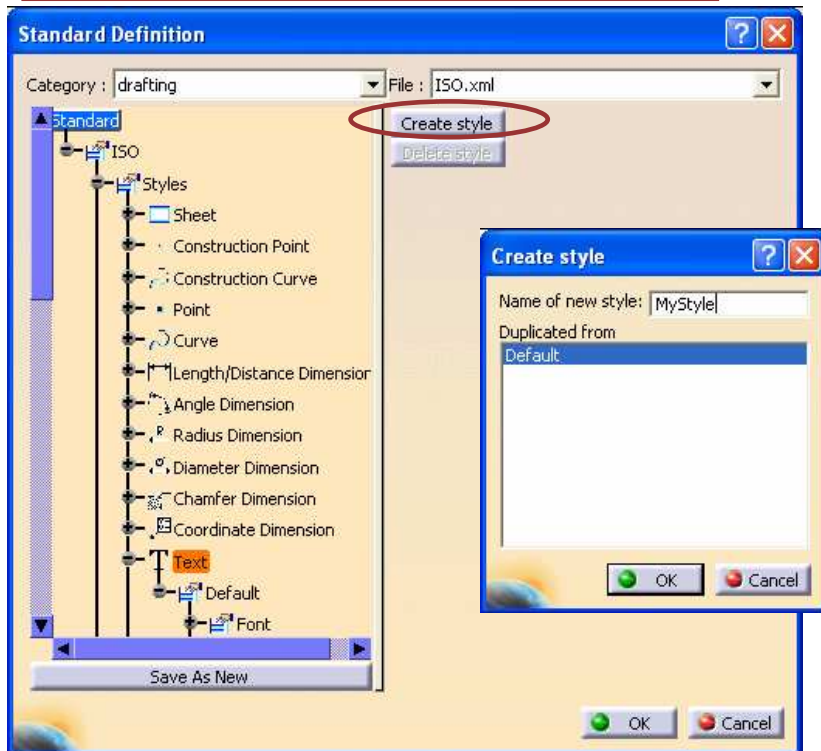 Standard Definition
Category : drafting File : ISO.xml
Standard
Create style
Delete style
ISO
Styles
Sheet
Construction Point
Construction Curve
Point
Curve
Length/Distance Dimension
Angle Dimension
Radius Dimension
Diameter Dimension
Chamfer Dimension
Coordinate Dimension
Text
Default
Font
Save As New
OK Cancel
Create style
Name of new style: MyStyle
Duplicated from
Default
OK Cancel